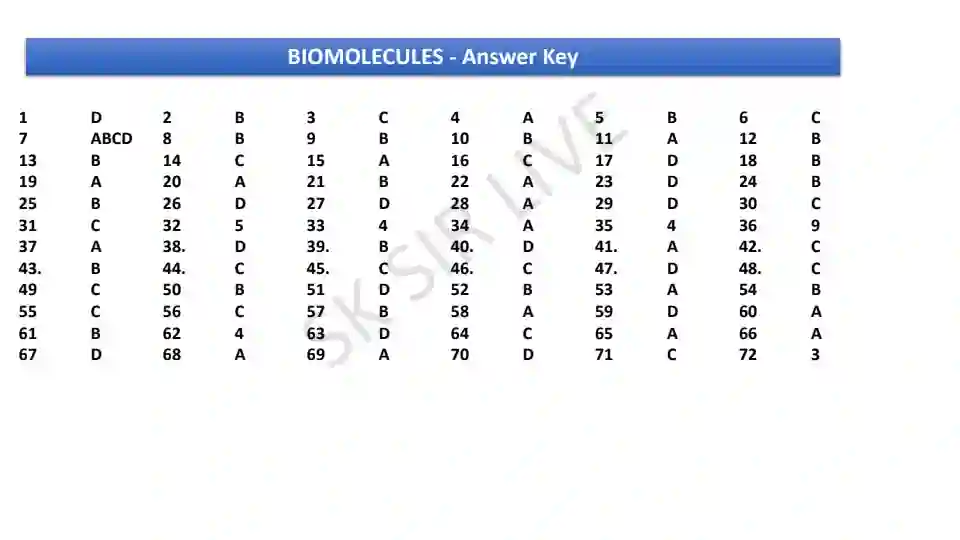 BIOMOLECULES - Answer Key
1 D 2 B 3 C 4 A 5 B 6 C
7 ABCD 8 B 9 B 10 B 11 A 12 B
13 B 14 C 15 A 16 C 17 D 18 B
19 A 20 A 21 B 22 A 23 D 24 B
25 B 26 D 27 D 28 A 29 D 30 C
31 C 32 5 33 4 34 A 35 4 36 9
37 A 38. D 39. B 40. D 41. A 42. C
43. B 44. C 45. C 46. C 47. D 48. C
49 C 50 B 51 D 52 B 53 A 54 B
55 C 56 C 57 B 58 A 59 D 60 A
61 B 62 4 63 D 64 C 65 A 66 A
67 D 68 A 69 A 70 D 71 C 72 3
SK SIR LIVE